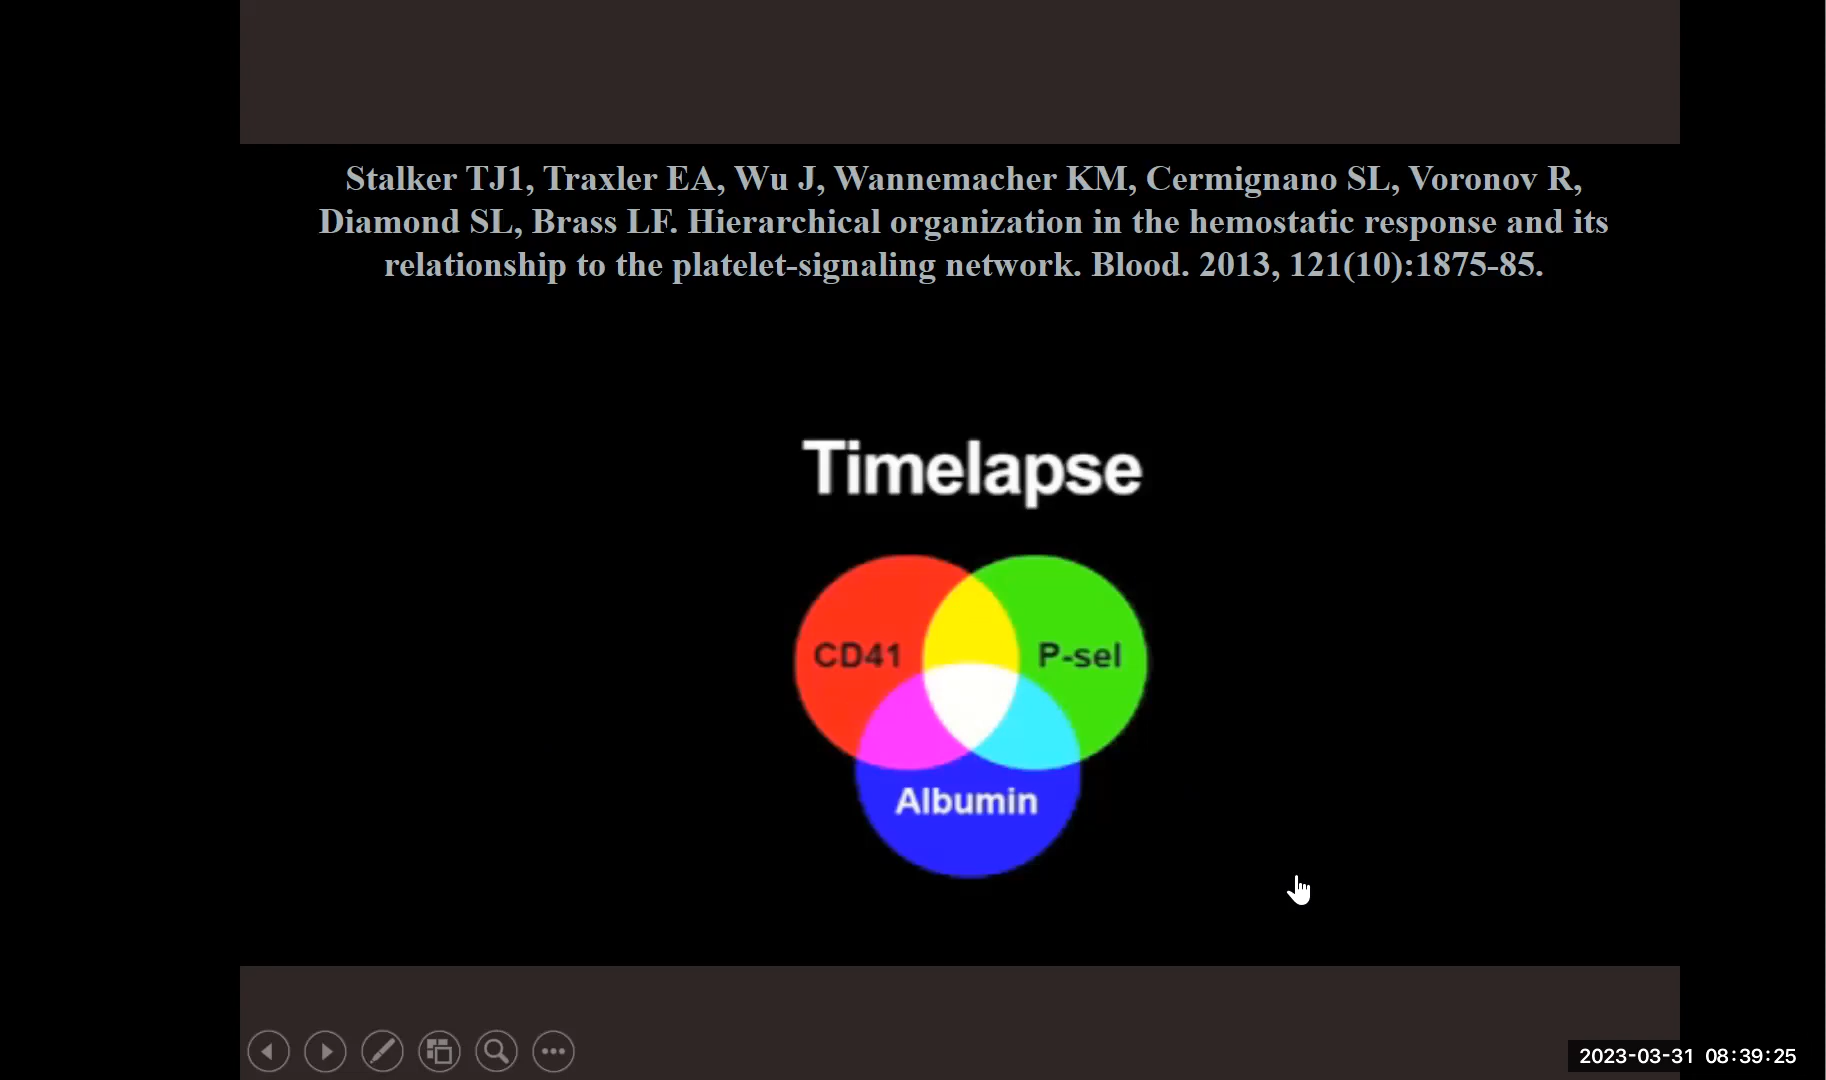 Stalker TJ1, Traxler EA, Wu J, Wannemacher KM, Cermignano SL, Voronov R,
Diamond SL, Brass LF. Hierarchical organization in the hemostatic response and its
relationship to the platelet-signaling network. Blood. 2013, 121(10):1875-85.
Timelapse
CD41
P-sel
Albumin
2023-03-31 08:39:25